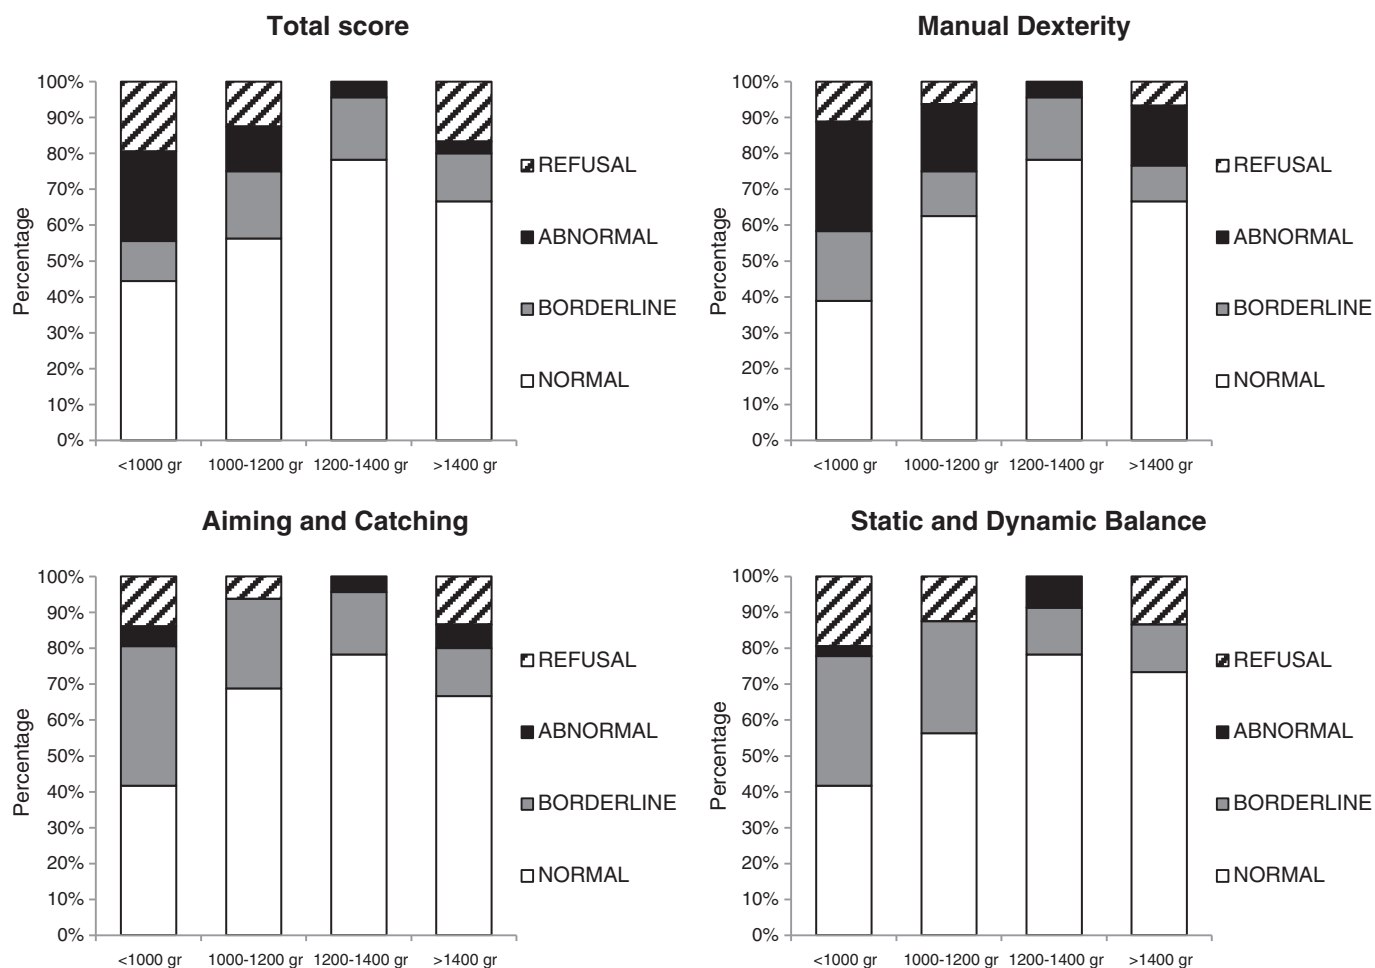 Total score
Percentage
100%
90%
80%
70%
60%
50%
40%
30%
20%
10%
0%
<1000 gr 1000-1200 gr 1200-1400 gr >1400 gr
REFUSAL
ABNORMAL
BORDERLINE
NORMAL
Manual Dexterity
Percentage
100%
90%
80%
70%
60%
50%
40%
30%
20%
10%
0%
<1000 gr 1000-1200 gr 1200-1400 gr >1400 gr
REFUSAL
ABNORMAL
BORDERLINE
NORMAL
Aiming and Catching
Percentage
100%
90%
80%
70%
60%
50%
40%
30%
20%
10%
0%
<1000 gr 1000-1200 gr 1200-1400 gr >1400 gr
REFUSAL
ABNORMAL
BORDERLINE
NORMAL
Static and Dynamic Balance
Percentage
100%
90%
80%
70%
60%
50%
40%
30%
20%
10%
0%
<1000 gr 1000-1200 gr 1200-1400 gr >1400 gr
REFUSAL
ABNORMAL
BORDERLINE
NORMAL